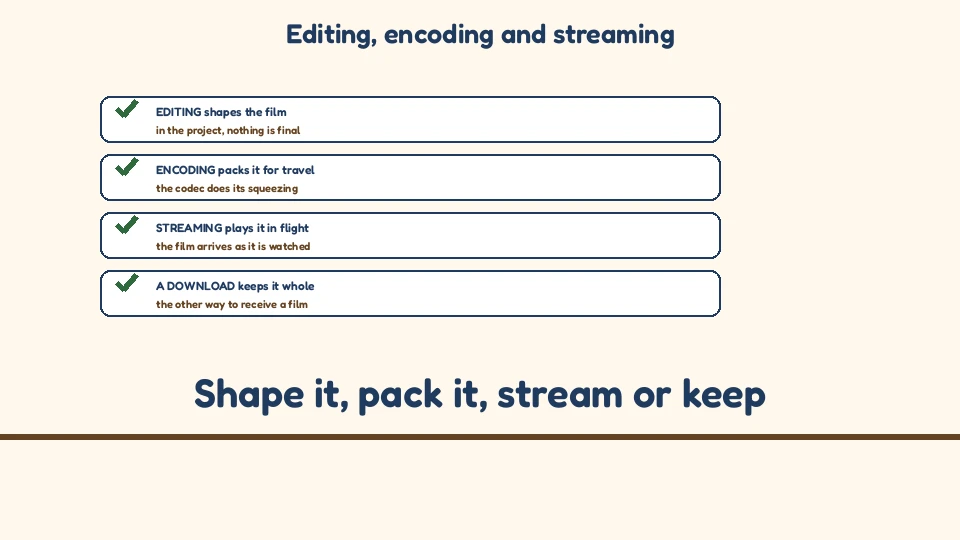 Editing, encoding and streaming
EDITING shapes the film
in the project, nothing is final
ENCODING packs it for travel
the codec does its squeezing
STREAMING plays it in flight
the film arrives as it is watched
A DOWNLOAD keeps it whole
the other way to receive a film
Shape it, pack it, stream or keep